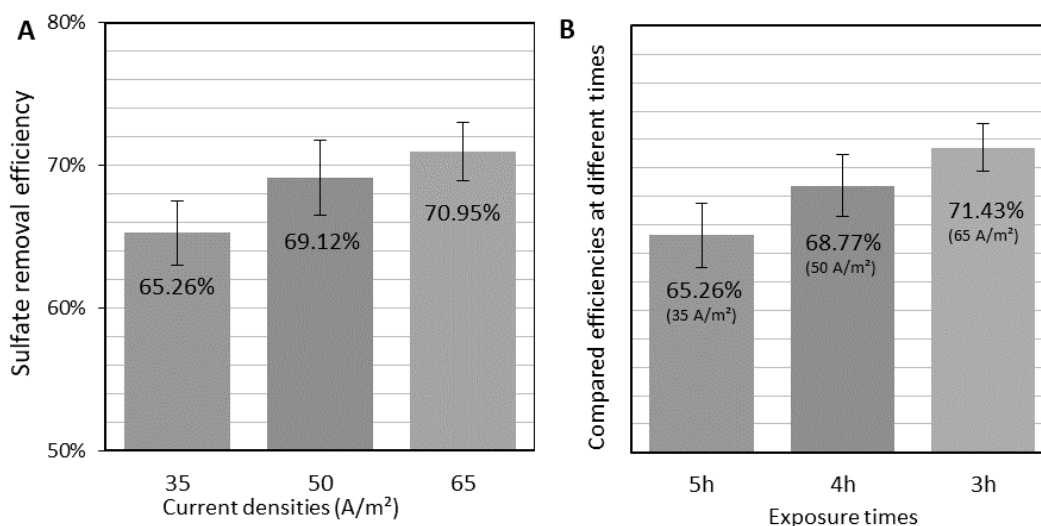 A
Sulfate removal efficiency
80%
70%
60%
50%
65.26%
69.12%
70.95%
35
50
65
Current densities (A/m²)
B
Compared efficiencies at different times
65.26%
(35 A/m²)
68.77%
(50 A/m²)
71.43%
(65 A/m²)
5h
4h
3h
Exposure times